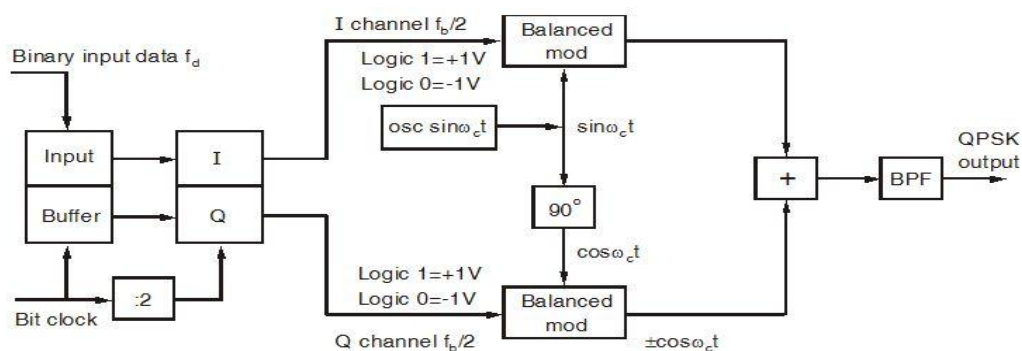 I channel f_b/2
Balanced
mod
Binary input data f_d
Logic 1=+1V
Logic 0=-1V
osc sinω_ct
sinω_ct
Input
I
QPSK
output
+
BPF
Buffer
Q
90°
cosω_ct
Logic 1=+1V
Logic 0=-1V
:2
Balanced
mod
Bit clock
Q channel f_b/2
±cosω_ct